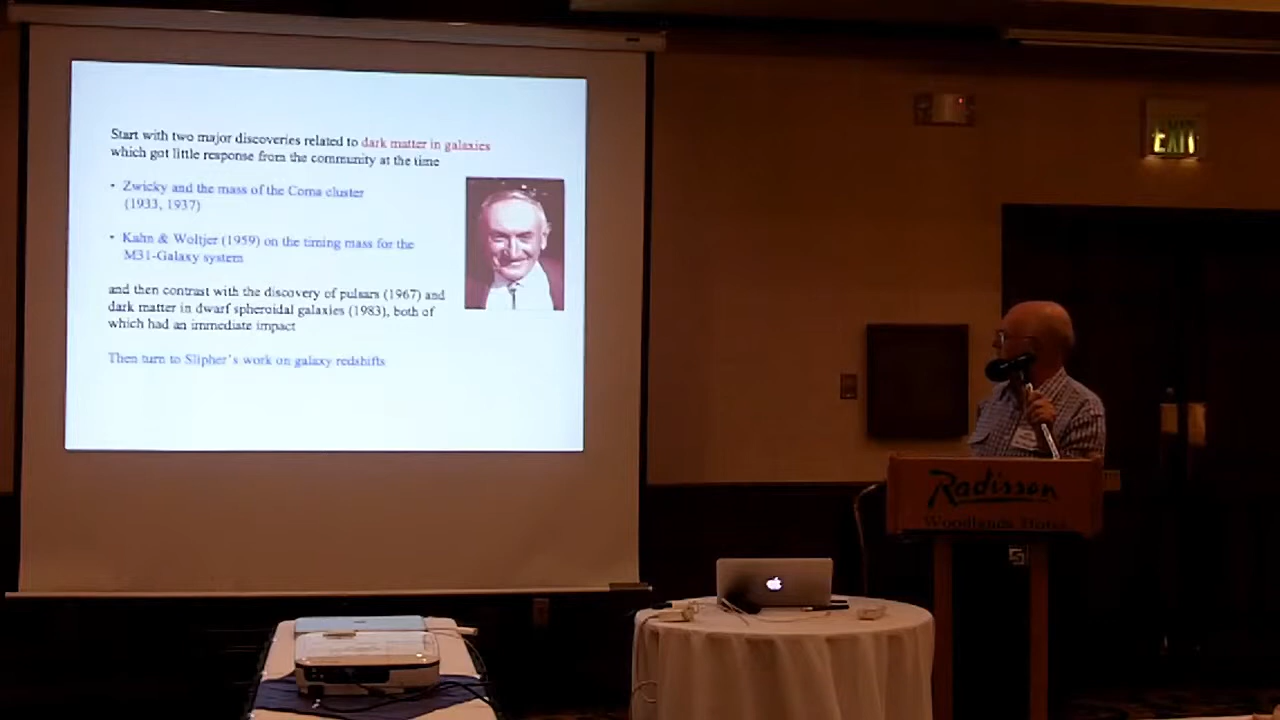 Start with two major discoveries related to dark matter in galaxies
which got little response from the community at the time
• Zwicky and the mass of the Coma cluster
(1933, 1937)
• Kahn & Woltjer (1959) on the timing mass for the
M31-Galaxy system
and then contrast with the discovery of pulsars (1967) and
dark matter in dwarf spheroidal galaxies (1983), both of
which had an immediate impact
Then turn to Slipher's work on galaxy redshifts
EXIT
Radisson
Woodlands Hotel